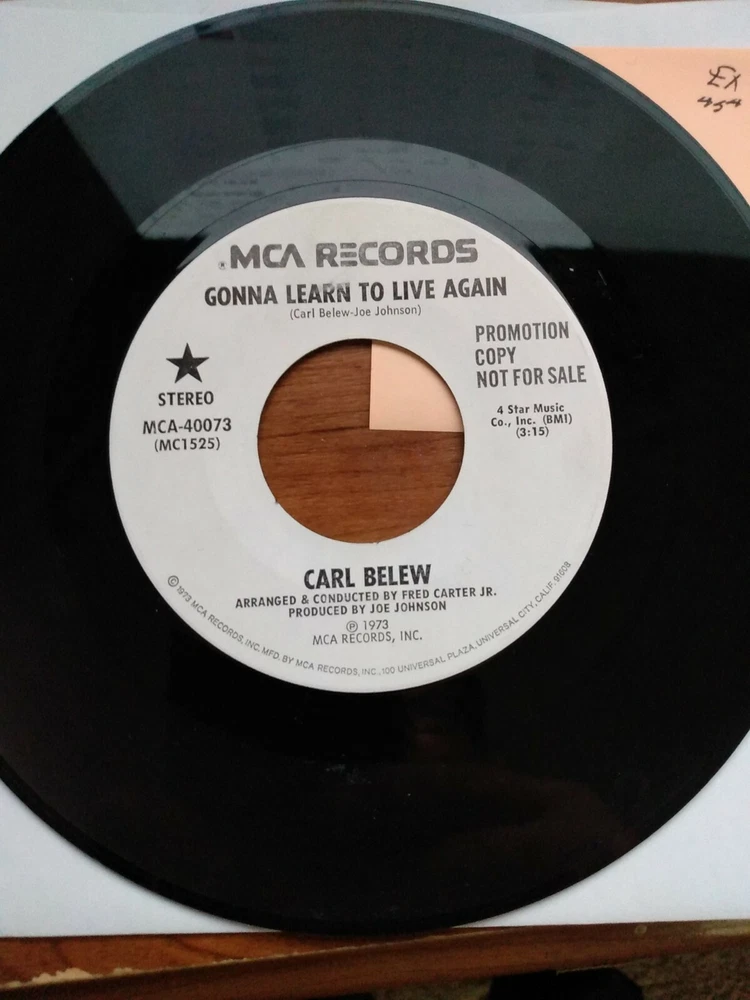 EX
454
MCA RECORDS
GONNA LEARN TO LIVE AGAIN
(Carl Belew-Joe Johnson)
PROMOTION
COPY
NOT FOR SALE
STEREO
MCA-40073
(MC1525)
4 Star Music
Co., Inc. (BMI)
(3:15)
CARL BELEW
ARRANGED & CONDUCTED BY FRED CARTER JR.
PRODUCED BY JOE JOHNSON
℗ 1973
MCA RECORDS, INC.
© 1973 MCA RECORDS, INC. MFD. BY MCA RECORDS, INC., 100 UNIVERSAL PLAZA, UNIVERSAL CITY, CALIF. 91608